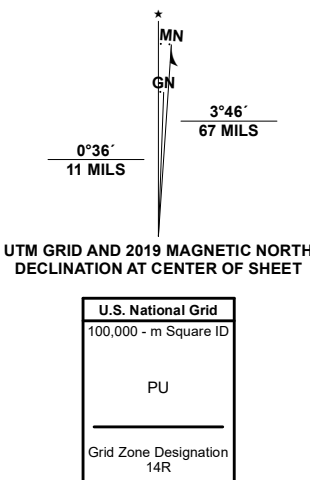 ★
MN
GN
3°46´
67 MILS
0°36´
11 MILS
UTM GRID AND 2019 MAGNETIC NORTH
DECLINATION AT CENTER OF SHEET
U.S. National Grid
100,000 - m Square ID
PU
Grid Zone Designation
14R